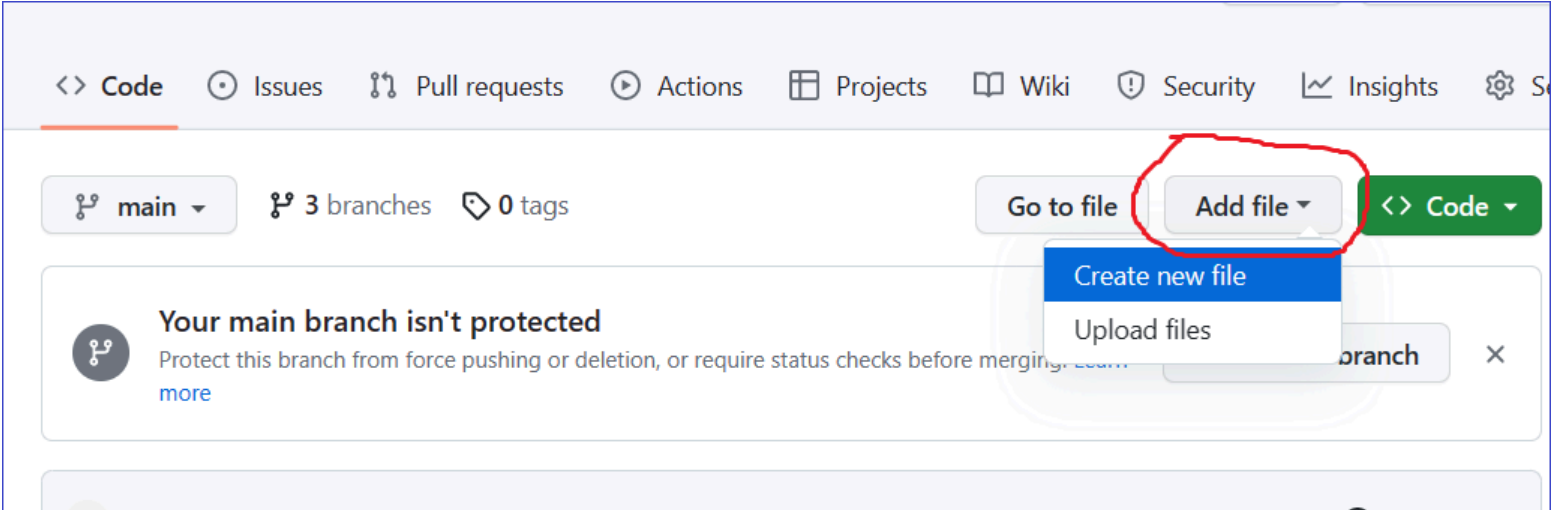 Code Issues Pull requests Actions Projects Wiki Security Insights
main 3 branches 0 tags Go to file Add file Code
Create new file
Your main branch isn't protected
Upload files
Protect this branch from force pushing or deletion, or require status checks before merging. Learn
branch
more